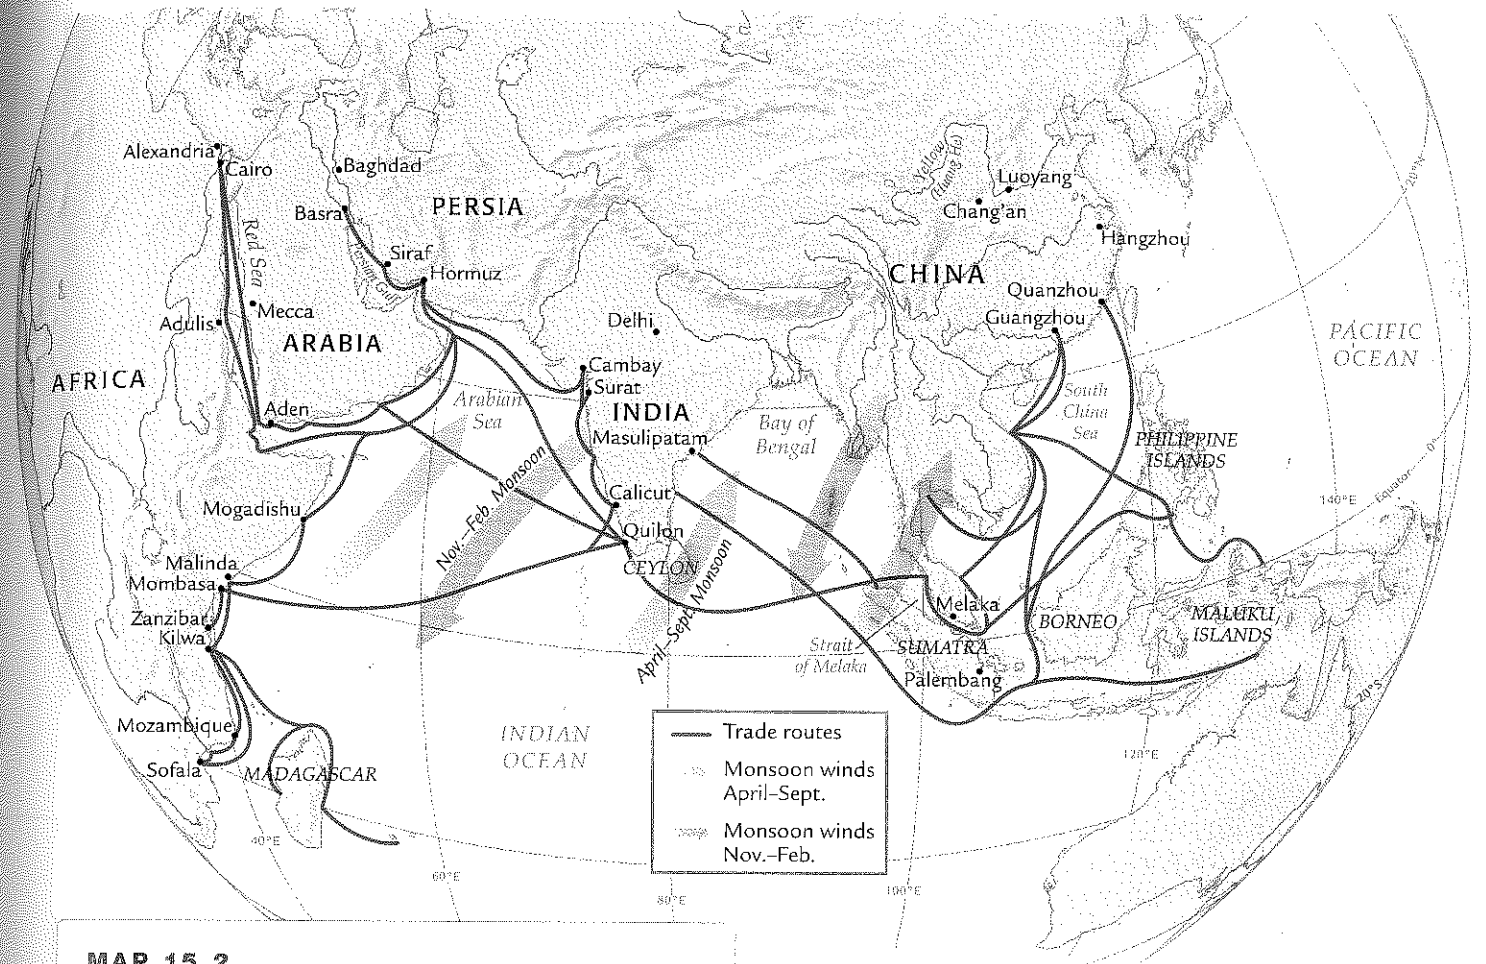 Alexandria
Cairo
Baghdad
Basra
PERSIA
Siraf
Hormuz
Red Sea
Persian Gulf
Mecca
Adulis
ARABIA
AFRICA
Aden
Arabian
Sea
Delhi
Cambay
Surat
INDIA
Masulipatam
Bay of
Bengal
Calicut
Quilon
CEYLON
Nov.–Feb. Monsoon
April–Sept. Monsoon
Mogadishu
Malinda
Mombasa
Zanzibar
Kilwa
Mozambique
Sofala
MADAGASCAR
INDIAN
OCEAN
Yellow
(Huang Ho)
Luoyang
Chang'an
Hangzhou
CHINA
Quanzhou
Guangzhou
South
China
Sea
PHILIPPINE
ISLANDS
PACIFIC
OCEAN
20°N
0°
Equator
140°E
Melaka
Strait
of Melaka
SUMATRA
Palembang
BORNEO
MALUKU
ISLANDS
20°S
120°E
100°E
80°E
60°E
40°E
Trade routes
Monsoon winds
April–Sept.
Monsoon winds
Nov.–Feb.
MAP 15.2